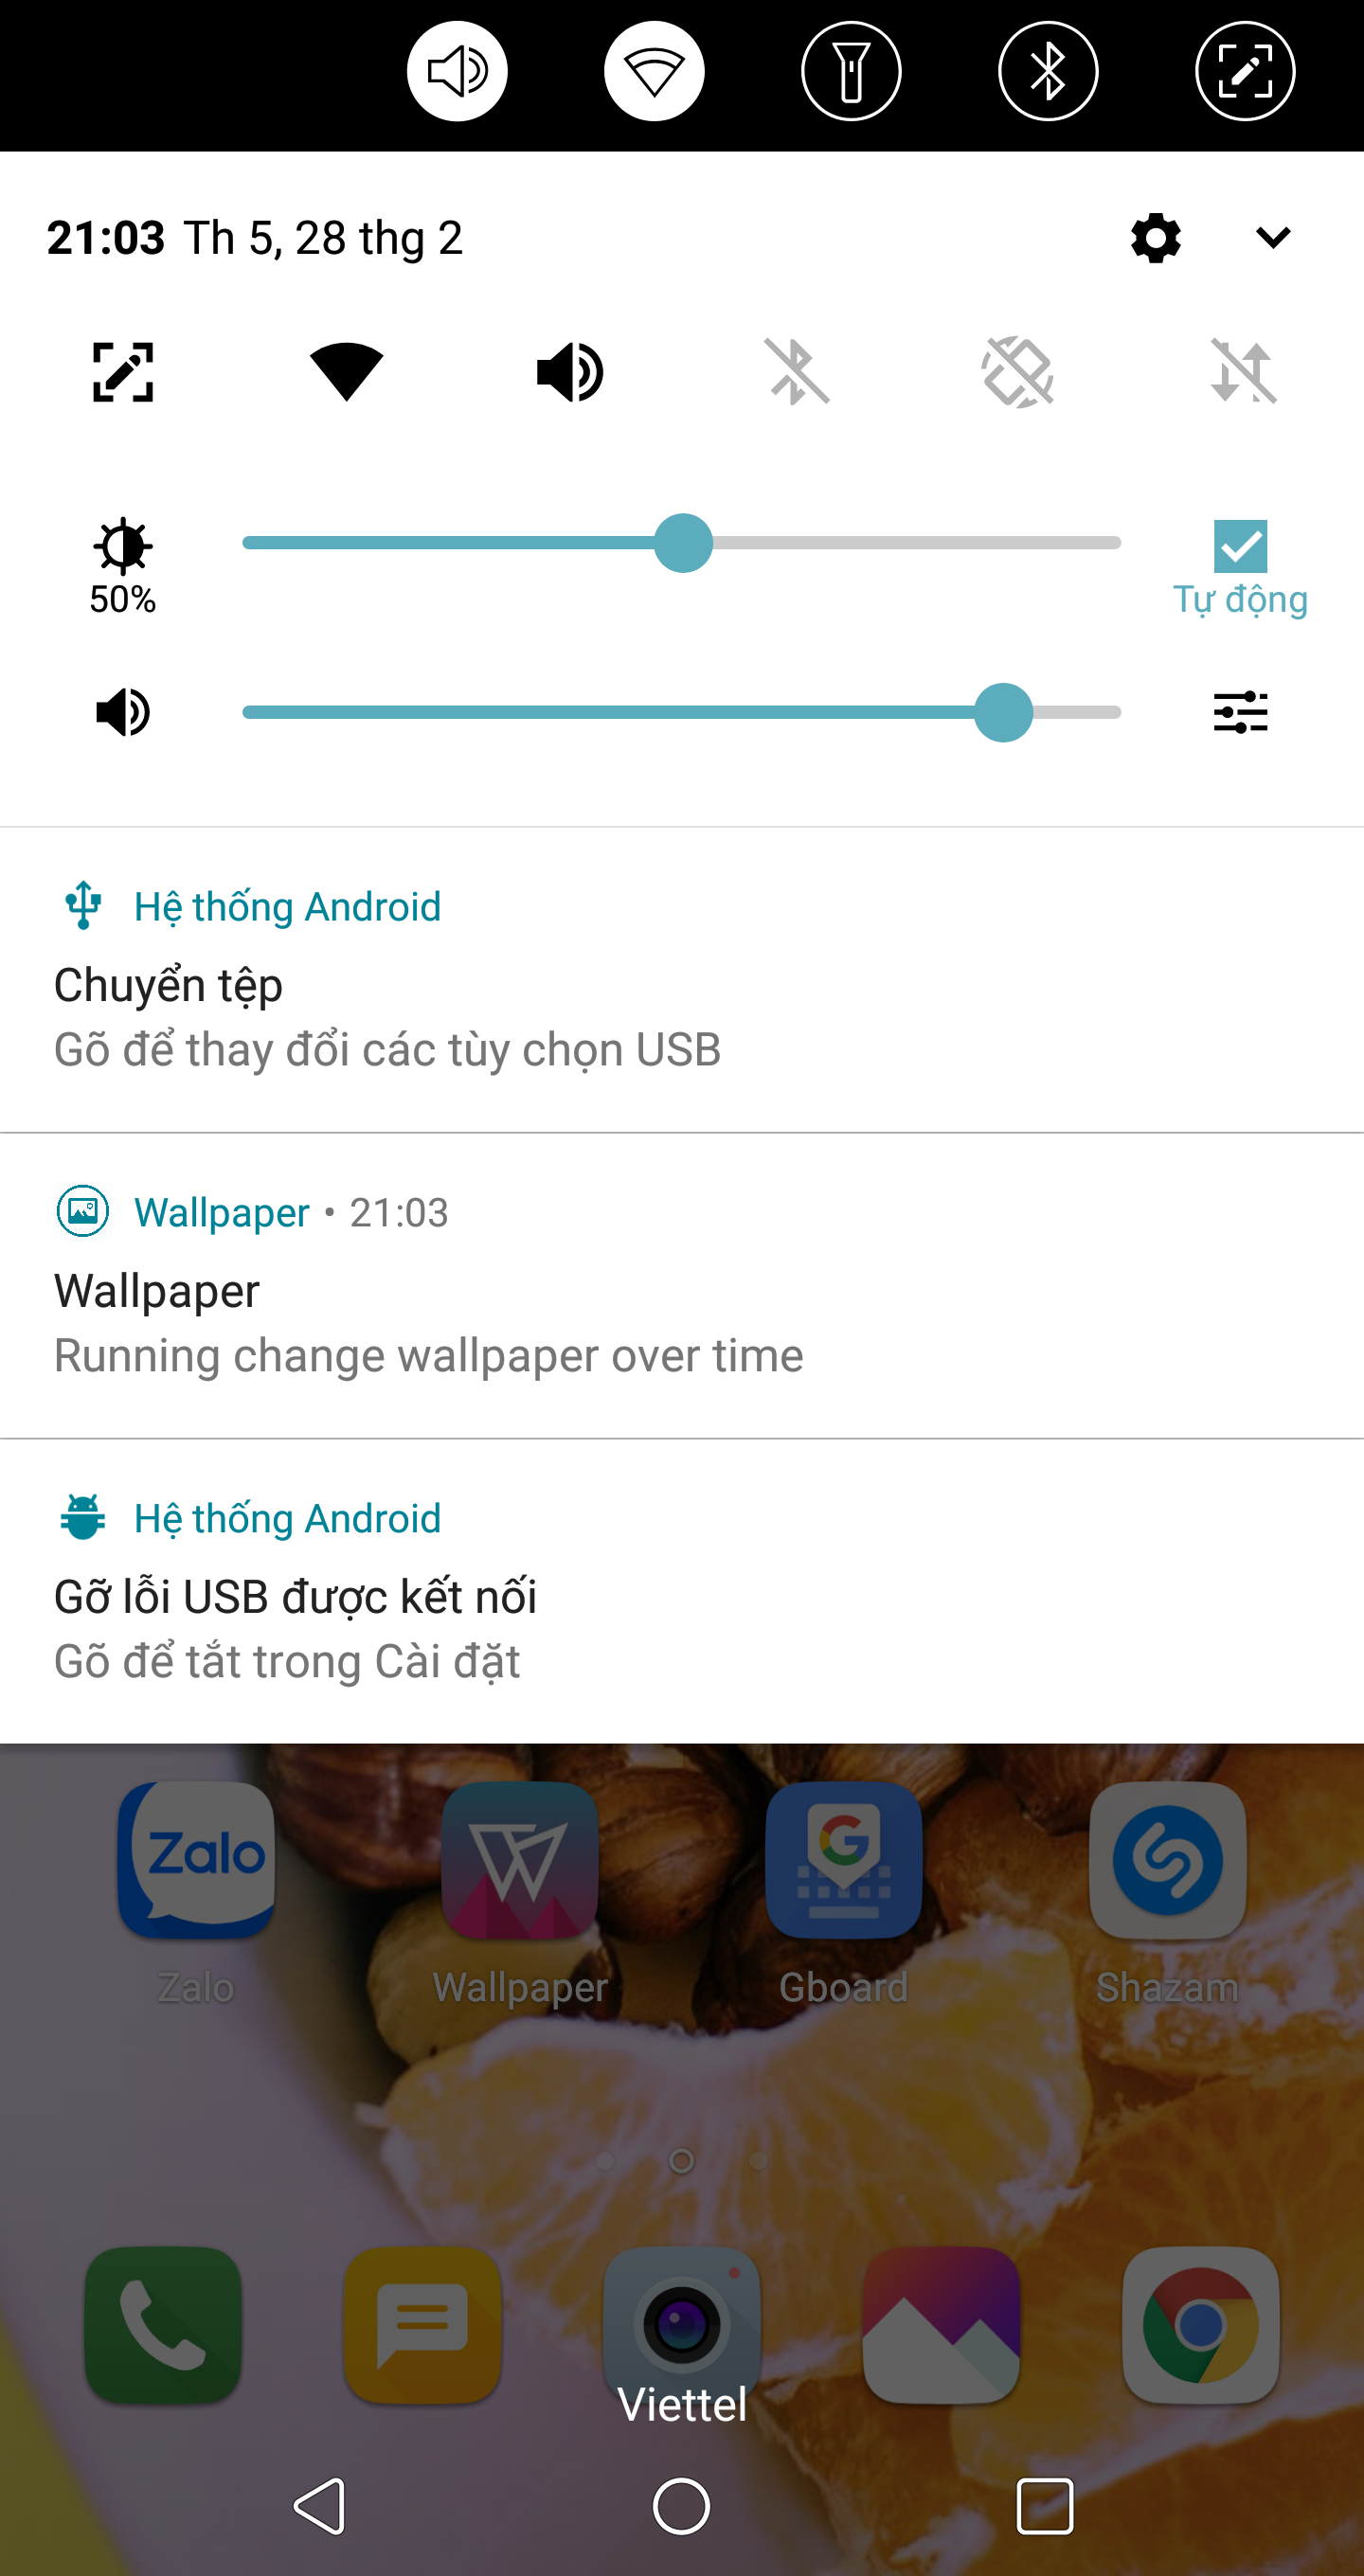 21:03 Th 5, 28 thg 2
50%
Tự động
Hệ thống Android
Chuyển tệp
Gõ để thay đổi các tùy chọn USB
Wallpaper • 21:03
Wallpaper
Running change wallpaper over time
Hệ thống Android
Gỡ lỗi USB được kết nối
Gõ để tắt trong Cài đặt
Zalo
Zalo Wallpaper Gboard Shazam
Viettel